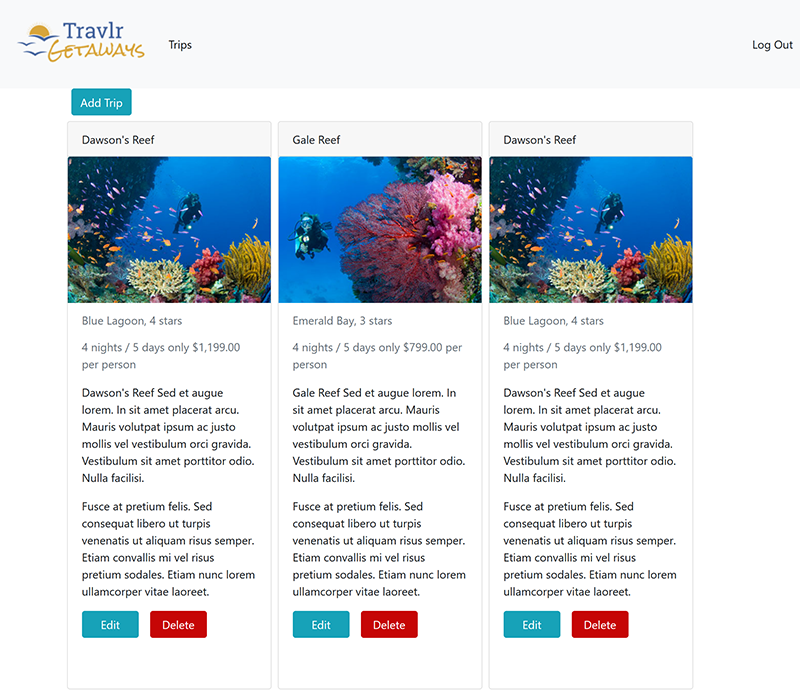 Travlr
Getaways
Trips
Log Out
Add Trip
Dawson's Reef
Blue Lagoon, 4 stars
4 nights / 5 days only $1,199.00
per person
Dawson's Reef Sed et augue
lorem. In sit amet placerat arcu.
Mauris volutpat ipsum ac justo
mollis vel vestibulum orci gravida.
Vestibulum sit amet porttitor odio.
Nulla facilisi.
Fusce at pretium felis. Sed
consequat libero ut turpis
venenatis ut aliquam risus semper.
Etiam convallis mi vel risus
pretium sodales. Etiam nunc lorem
ullamcorper vitae laoreet.
Edit
Delete
Gale Reef
Emerald Bay, 3 stars
4 nights / 5 days only $799.00 per
person
Gale Reef Sed et augue lorem. In
sit amet placerat arcu. Mauris
volutpat ipsum ac justo mollis vel
vestibulum orci gravida.
Vestibulum sit amet porttitor odio.
Nulla facilisi.
Fusce at pretium felis. Sed
consequat libero ut turpis
venenatis ut aliquam risus semper.
Etiam convallis mi vel risus
pretium sodales. Etiam nunc lorem
ullamcorper vitae laoreet.
Edit
Delete
Dawson's Reef
Blue Lagoon, 4 stars
4 nights / 5 days only $1,199.00
per person
Dawson's Reef Sed et augue
lorem. In sit amet placerat arcu.
Mauris volutpat ipsum ac justo
mollis vel vestibulum orci gravida.
Vestibulum sit amet porttitor odio.
Nulla facilisi.
Fusce at pretium felis. Sed
consequat libero ut turpis
venenatis ut aliquam risus semper.
Etiam convallis mi vel risus
pretium sodales. Etiam nunc lorem
ullamcorper vitae laoreet.
Edit
Delete